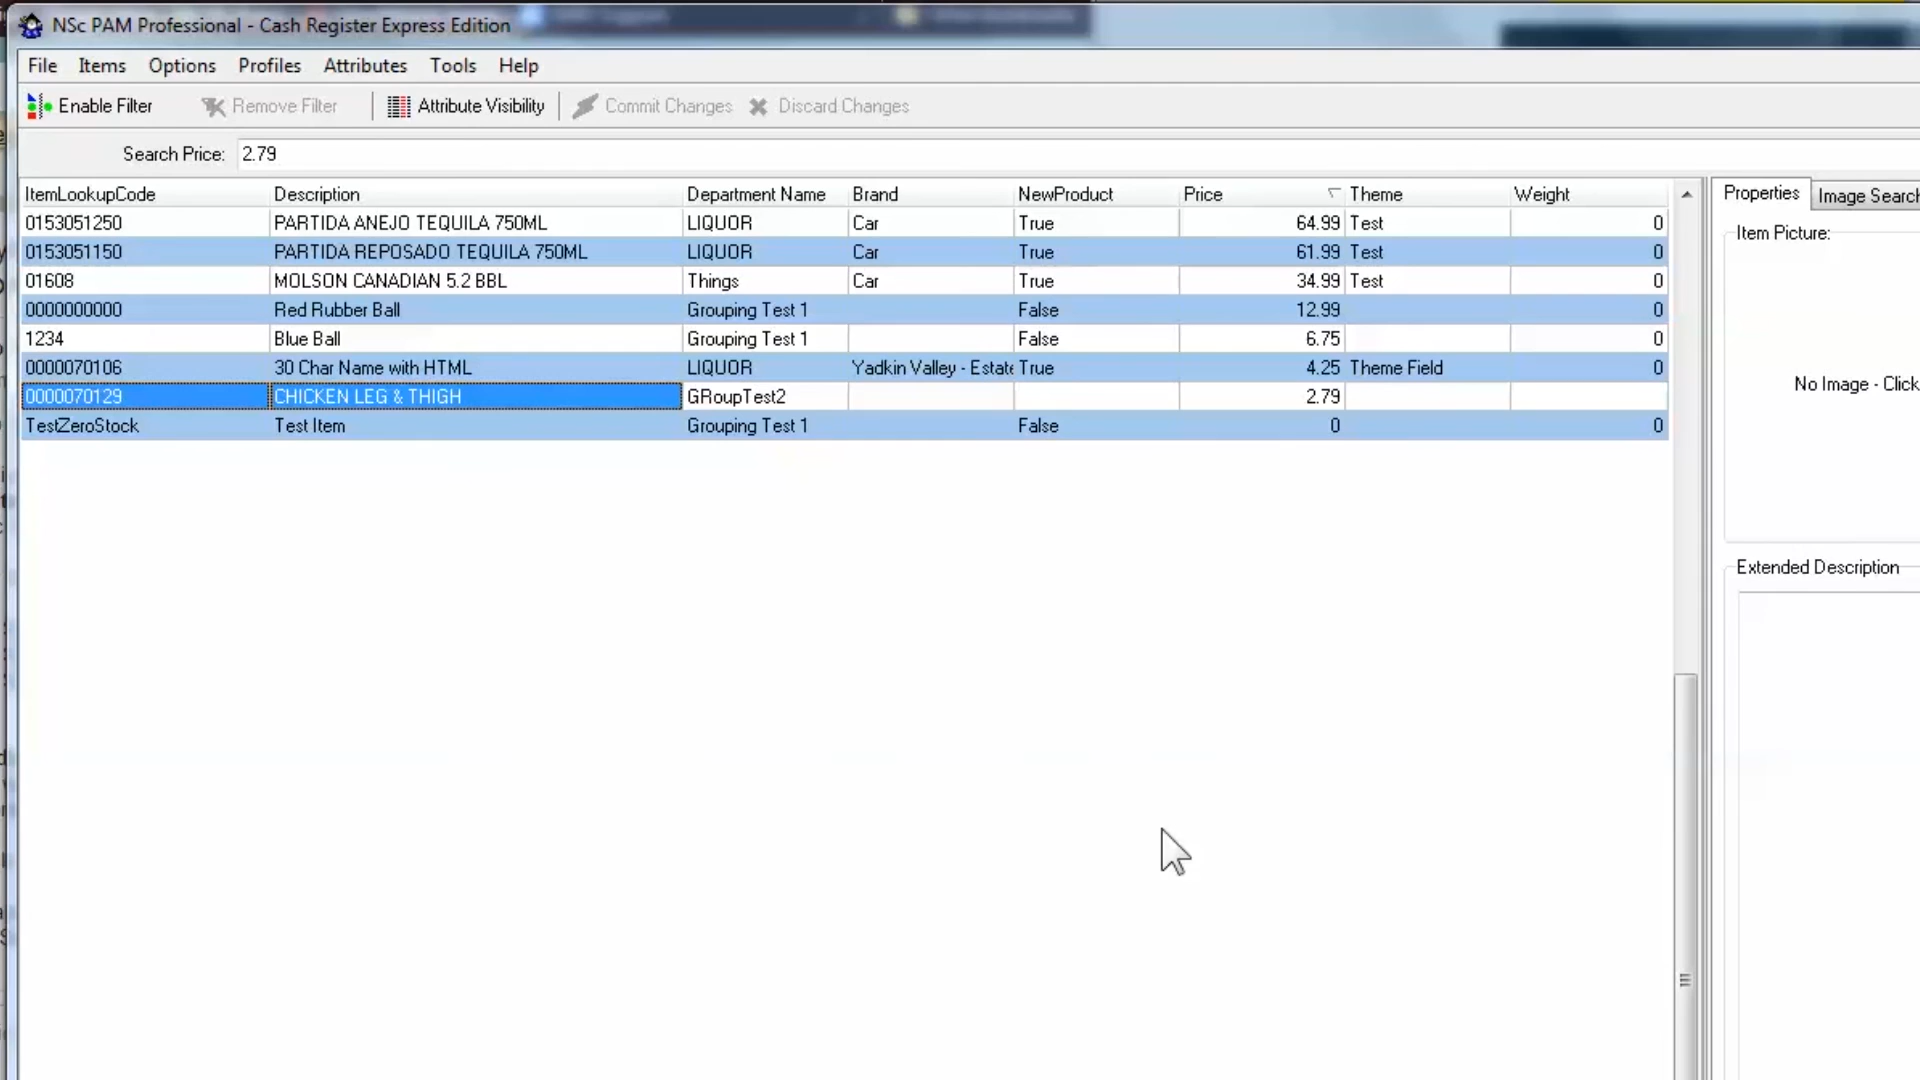 NSc PAM Professional - Cash Register Express Edition
File Items Options Profiles Attributes Tools Help
Enable Filter Remove Filter Attribute Visibility Commit Changes Discard Changes
Search Price: 2.79
ItemLookupCode Description Department Name Brand NewProduct Price Theme Weight
0153051250 PARTIDA ANEJO TEQUILA 750ML LIQUOR Car True 64.99 Test 0
0153051150 PARTIDA REPOSADO TEQUILA 750ML LIQUOR Car True 61.99 Test 0
01608 MOLSON CANADIAN 5.2 BBL Things Car True 34.99 Test 0
0000000000 Red Rubber Ball Grouping Test 1 False 12.99 0
1234 Blue Ball Grouping Test 1 False 6.75 0
0000070106 30 Char Name with HTML LIQUOR Yadkin Valley - Estate True 4.25 Theme Field 0
0000070129 CHICKEN LEG & THIGH GRoupTest2 2.79
TestZeroStock Test Item Grouping Test 1 False 0 0
Properties Image Search
Item Picture:
No Image - Click
Extended Description